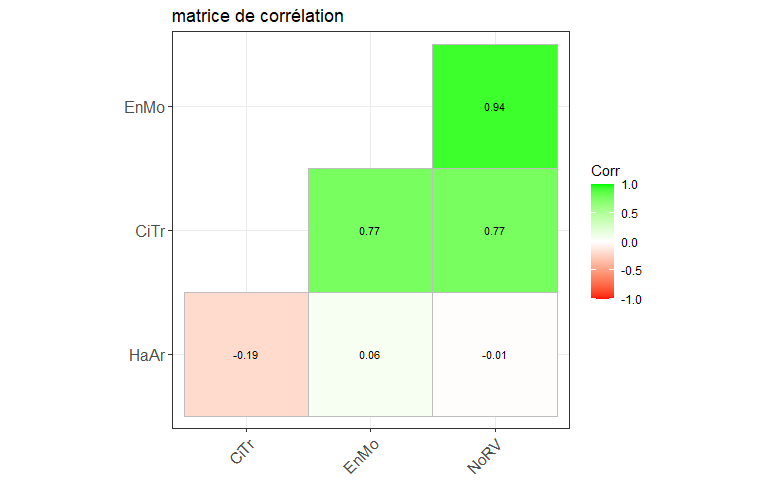 matrice de corrélation
EnMo
0.94
Corr
1.0
0.5
0.0
-0.5
-1.0
CiTr
0.77 0.77
HaAr
-0.19 0.06 -0.01
CiTr EnMo NoRV